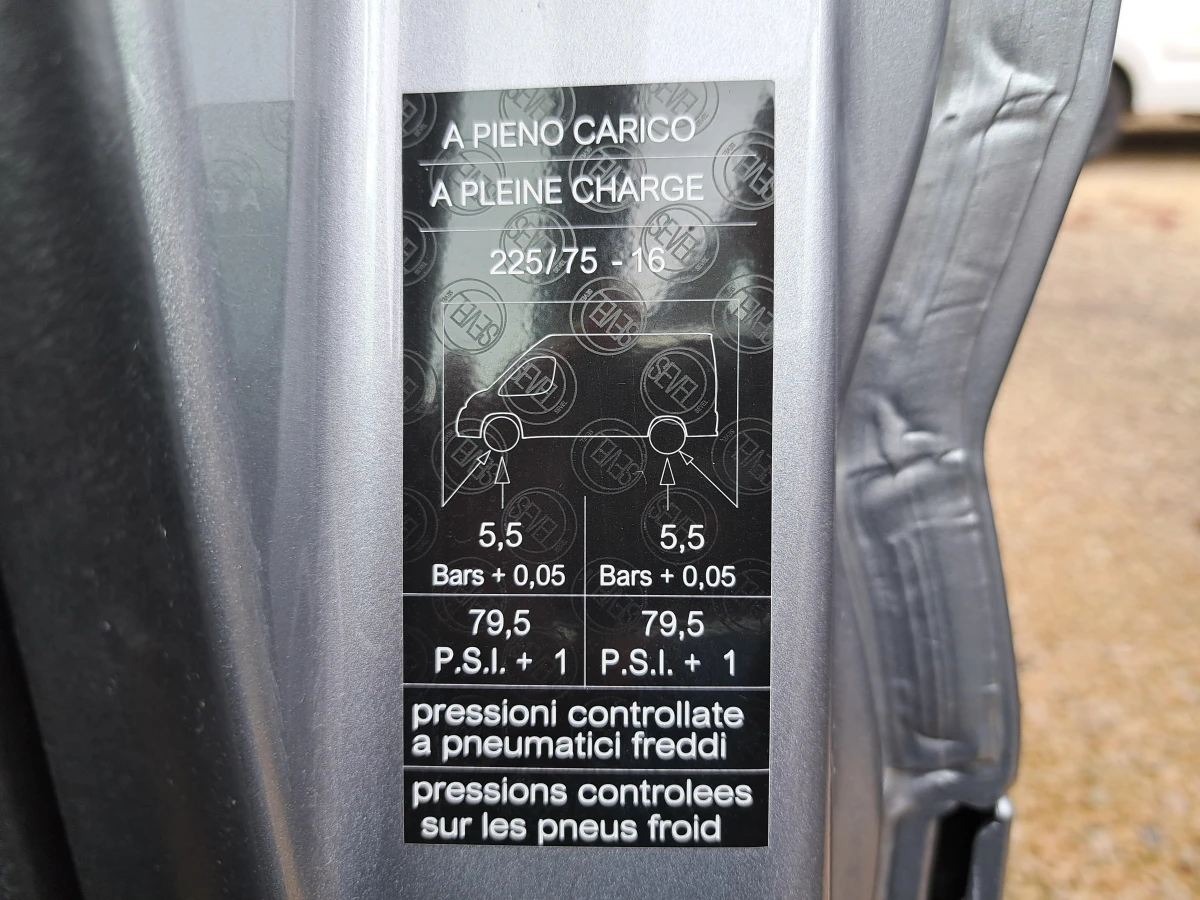 A PIENO CARICO
A PLEINE CHARGE
225/75 - 16
5,5 5,5
Bars + 0,05 Bars + 0,05
79,5 79,5
P.S.I. + 1 P.S.I. + 1
pressioni controllate
a pneumatici freddi
pressions controlees
sur les pneus froid
SEVEL